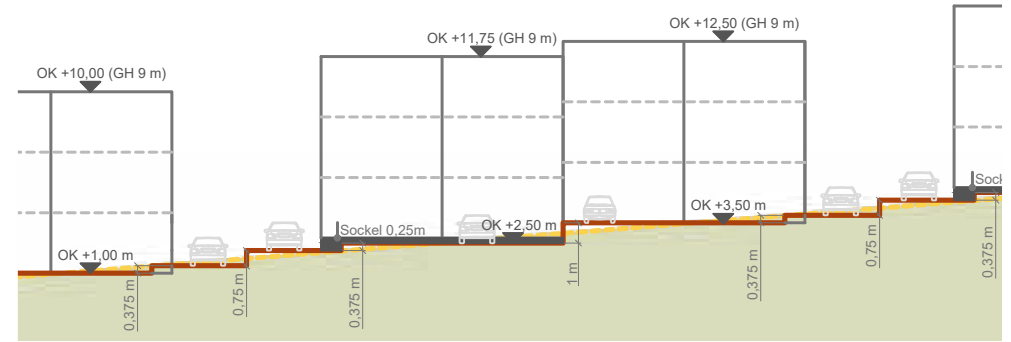 OK +10,00 (GH 9 m)
OK +11,75 (GH 9 m)
OK +12,50 (GH 9 m)
OK +1,00 m
Sockel 0,25m
OK +2,50 m
OK +3,50 m
Sock
0,375 m
0,75 m
0,375 m
1 m
0,375 m
0,75 m
0,375 m